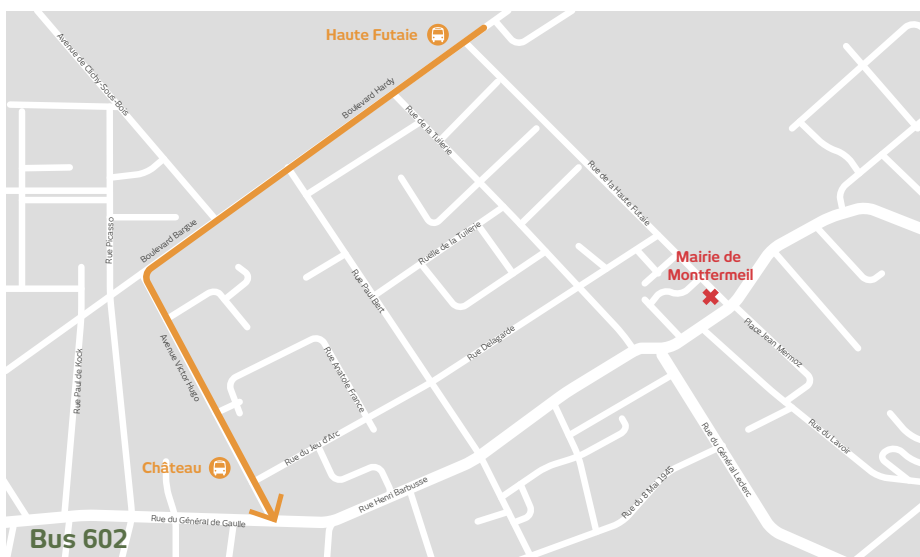 Haute Futaie
Avenue de Clichy-Sous-Bois
Boulevard Hardy
Rue de la Tuilerie
Rue de la Haute Futaie
Boulevard Bargue
Rue Picasso
Ruelle de la Tuilerie
Mairie de
Montfermeil
Rue Paul Bert
Place Jean Mermoz
Rue Delagarde
Avenue Victor Hugo
Rue Paul de Kock
Rue Anatole France
Rue du Jeu d'Arc
Rue du Lavoir
Rue du Général Leclerc
Château
Rue Henri Barbusse
Rue du 8 Mai 1945
Rue du Général de Gaulle
Bus 602